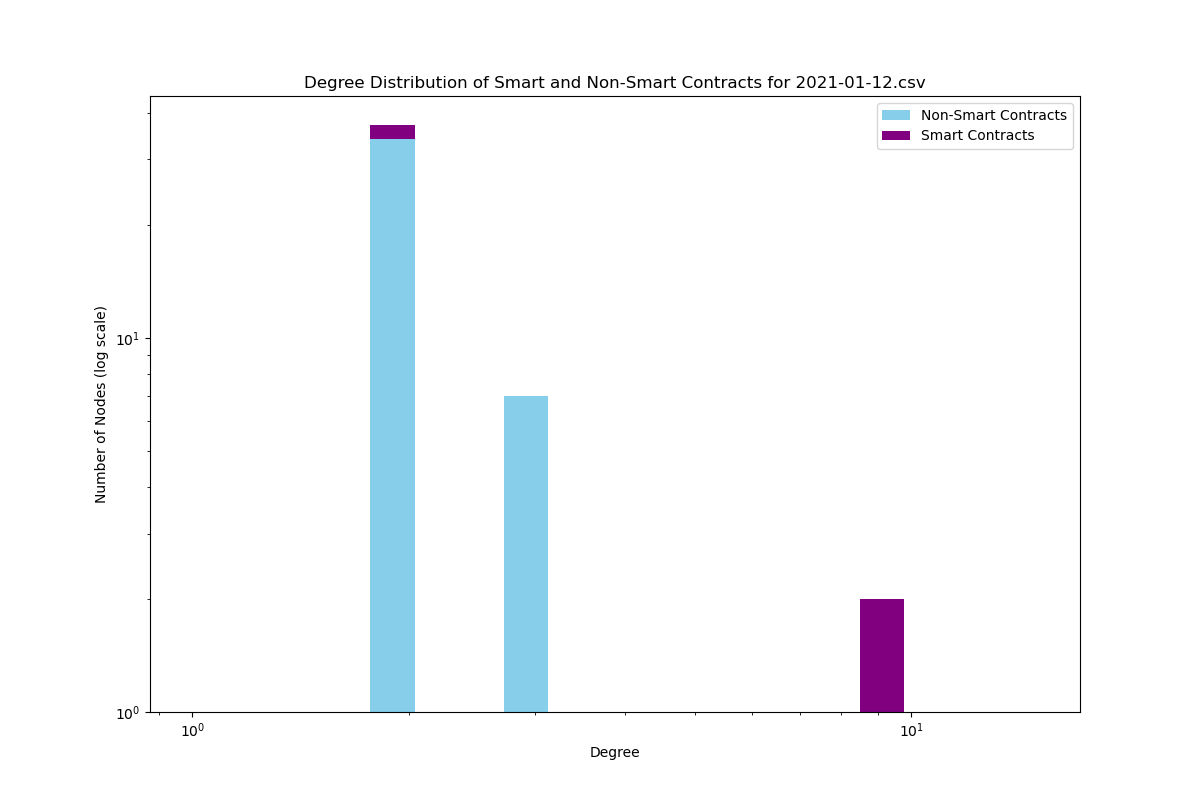 Degree Distribution of Smart and Non-Smart Contracts for 2021-01-12.csv
Non-Smart Contracts
Smart Contracts
Number of Nodes (log scale)
10¹
10⁰
10⁰ 10¹
Degree